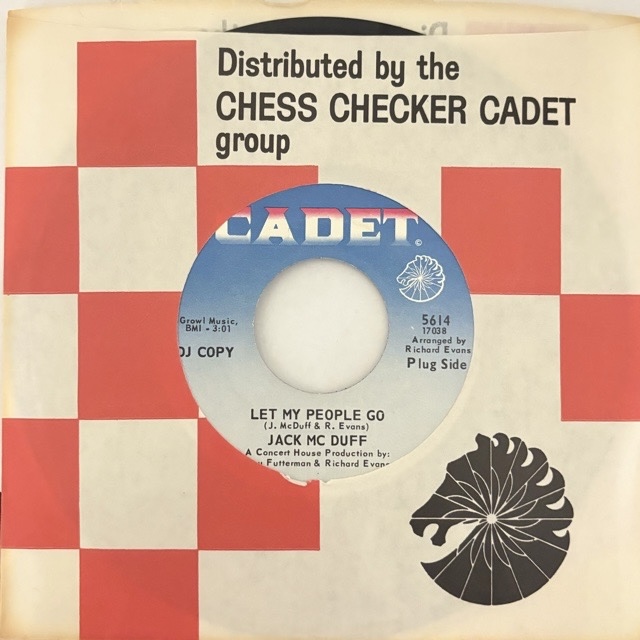 Distributed by the
CHESS CHECKER CADET
group
CADET
©
Growl Music,
BMI - 3:01
DJ COPY
5614
17038
Arranged by
Richard Evans
Plug Side
LET MY PEOPLE GO
(J. McDuff & R. Evans)
JACK MC DUFF
A Concert House Production by:
Futterman & Richard Evans